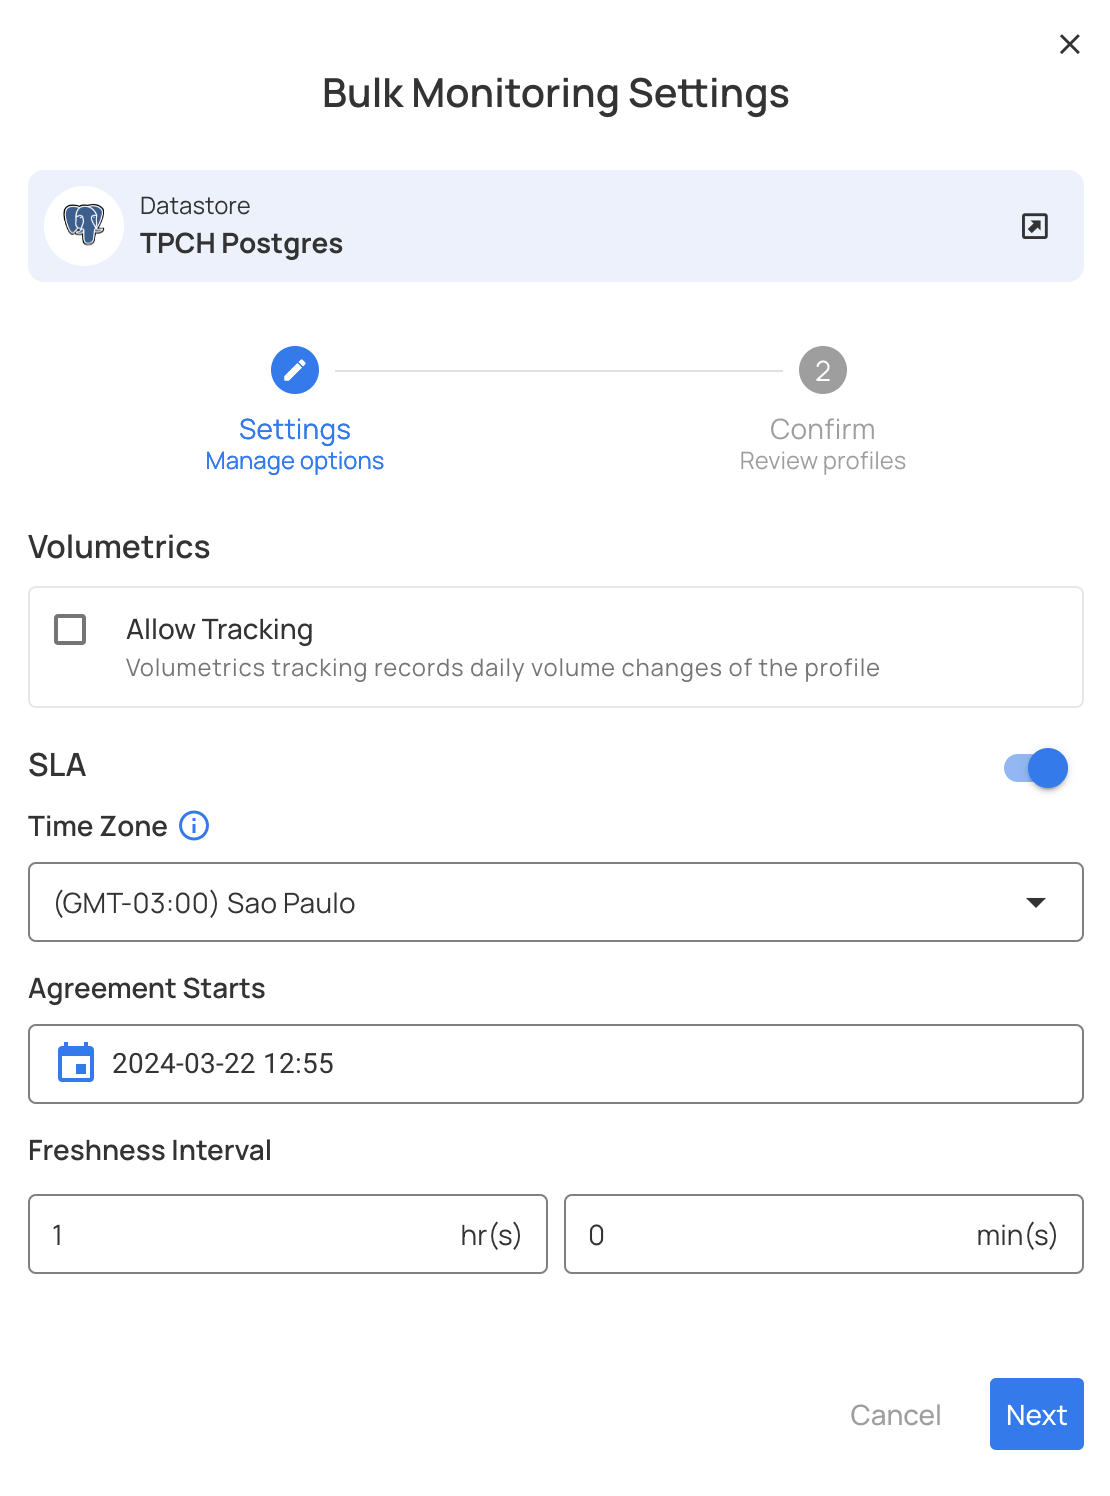 Bulk Monitoring Settings
Datastore
TPCH Postgres
2
Settings
Manage options
Confirm
Review profiles
Volumetrics
Allow Tracking
Volumetrics tracking records daily volume changes of the profile
SLA
Time Zone
(GMT-03:00) Sao Paulo
Agreement Starts
2024-03-22 12:55
Freshness Interval
1 hr(s)
0 min(s)
Cancel
Next